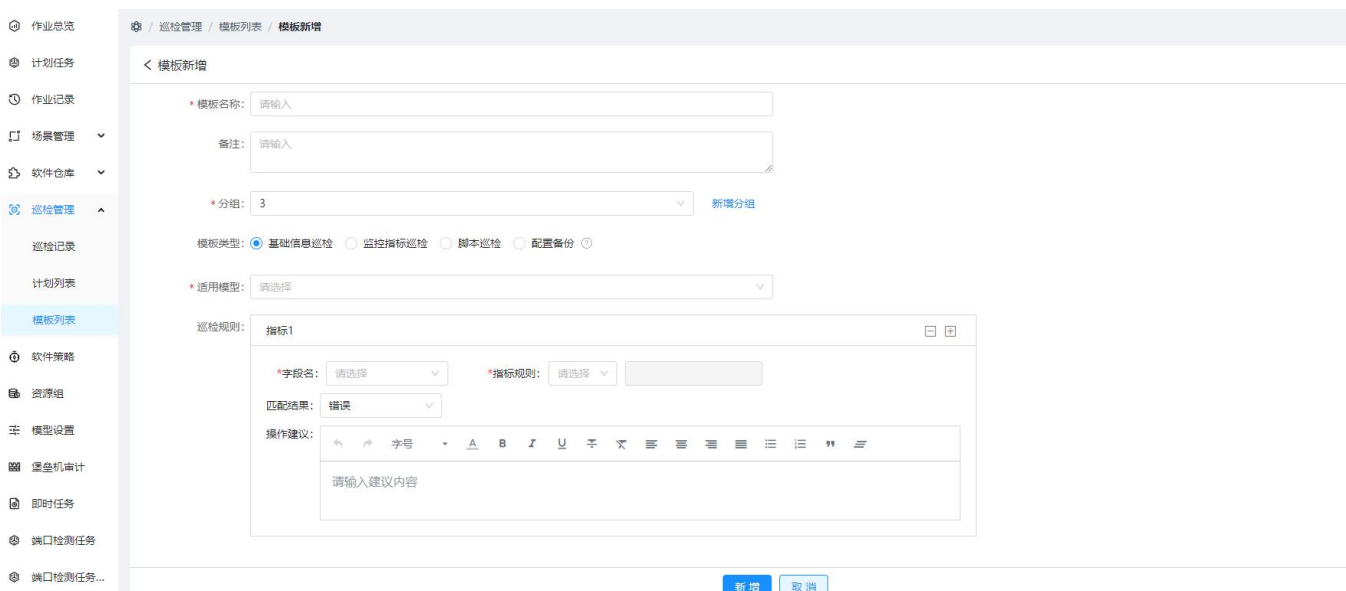 作业总览
计划任务
作业记录
场景管理
软件仓库
巡检管理
巡检记录
计划列表
模板列表
软件策略
资源组
模型设置
堡垒机审计
即时任务
端口检测任务
端口检测任务...
/ 巡检管理 / 模板列表 / 模板新增
模板新增
* 模板名称: 请输入
备注: 请输入
* 分组: 3 新增分组
模板类型: 基础信息巡检 监控指标巡检 脚本巡检 配置备份
* 适用模型: 请选择
巡检规则: 指标1
*字段名: 请选择 *指标规则: 请选择
匹配结果: 错误
操作建议: 字号 A B I U
请输入建议内容
新增 取消